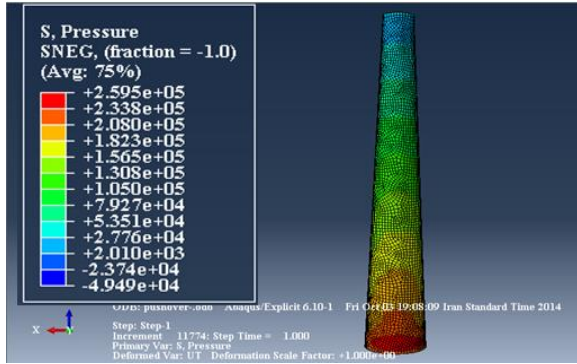 S, Pressure
SNEG, (fraction = -1.0)
(Avg: 75%)
+2.595e+05
+2.338e+05
+2.080e+05
+1.823e+05
+1.565e+05
+1.308e+05
+1.050e+05
+7.927e+04
+5.351e+04
+2.776e+04
+2.010e+03
-2.374e+04
-4.949e+04
ODB: pushover-.odb Abaqus/Explicit 6.10-1 Fri Oct 03 19:08:09 Iran Standard Time 2014
X
Step: Step-1
Increment 11774: Step Time = 1.000
Primary Var: S, Pressure
Deformed Var: UT Deformation Scale Factor: +1.000e+00